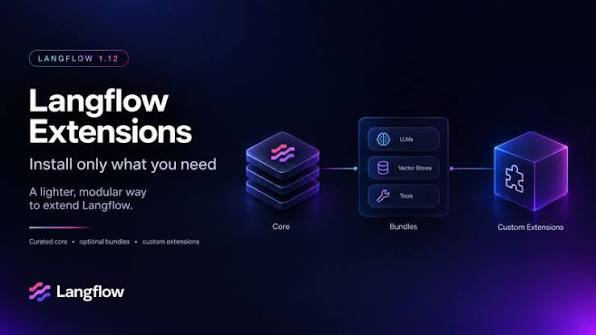 LANGFLOW 1.12
Langflow
Extensions
Install only what you need
A lighter, modular way
to extend Langflow.
Curated core • optional bundles • custom extensions
Langflow
LLMs
Vector Stores
Tools
Core
Bundles
Custom Extensions